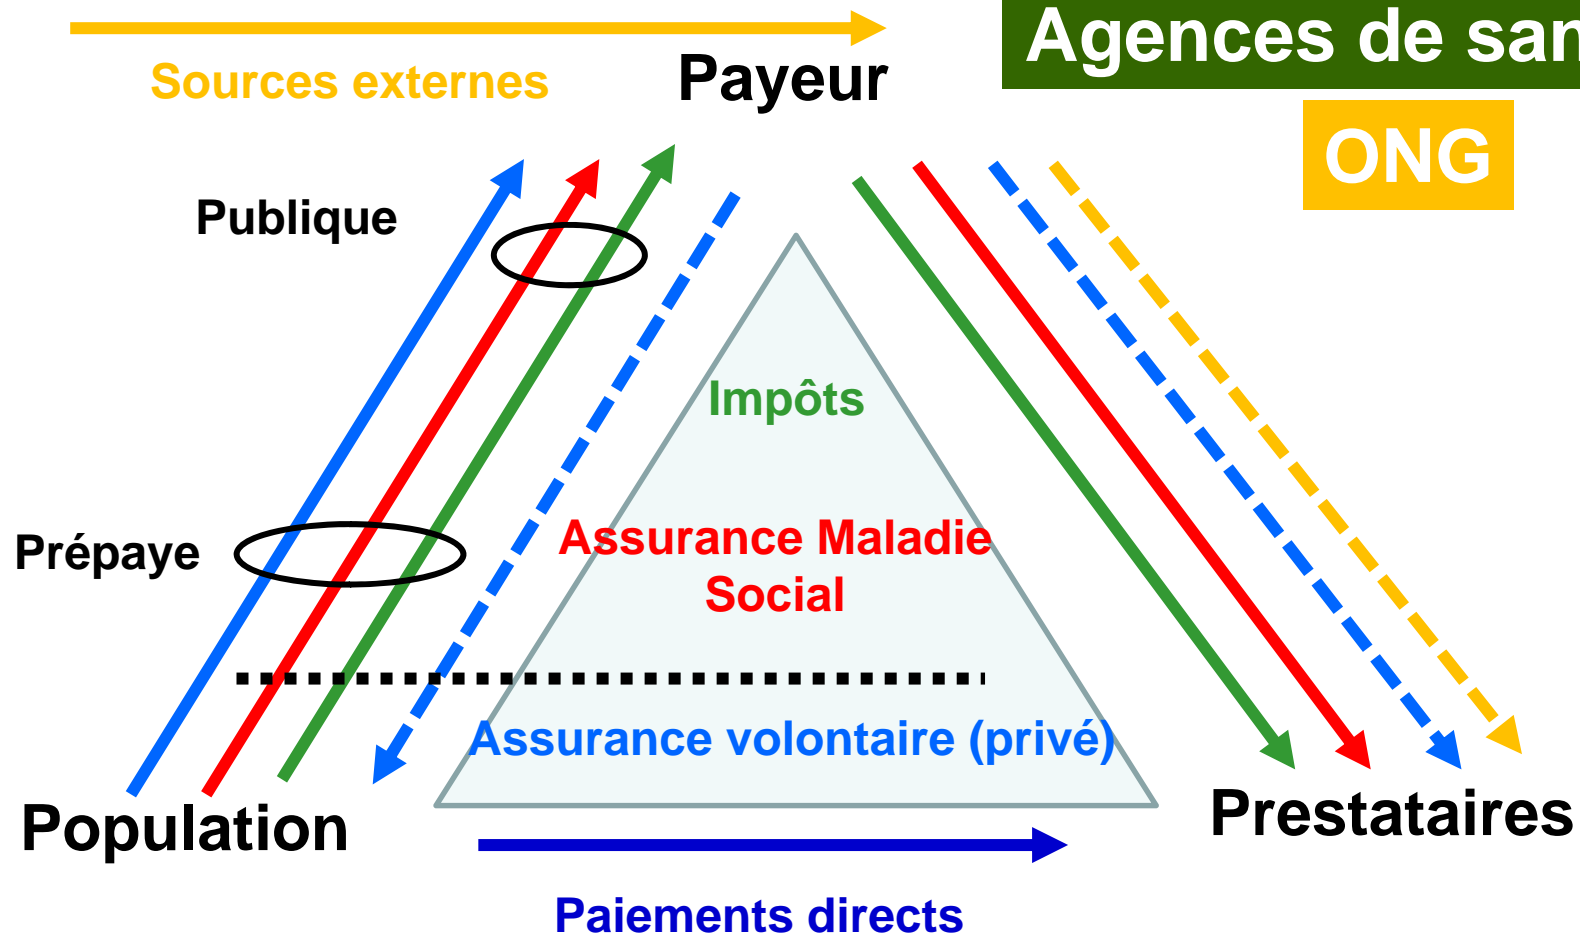 Agences de san
Sources externes
Payeur
ONG
Publique
Impôts
Assurance Maladie
Social
Prépaye
Assurance volontaire (privé)
Population
Prestataires
Paiements directs